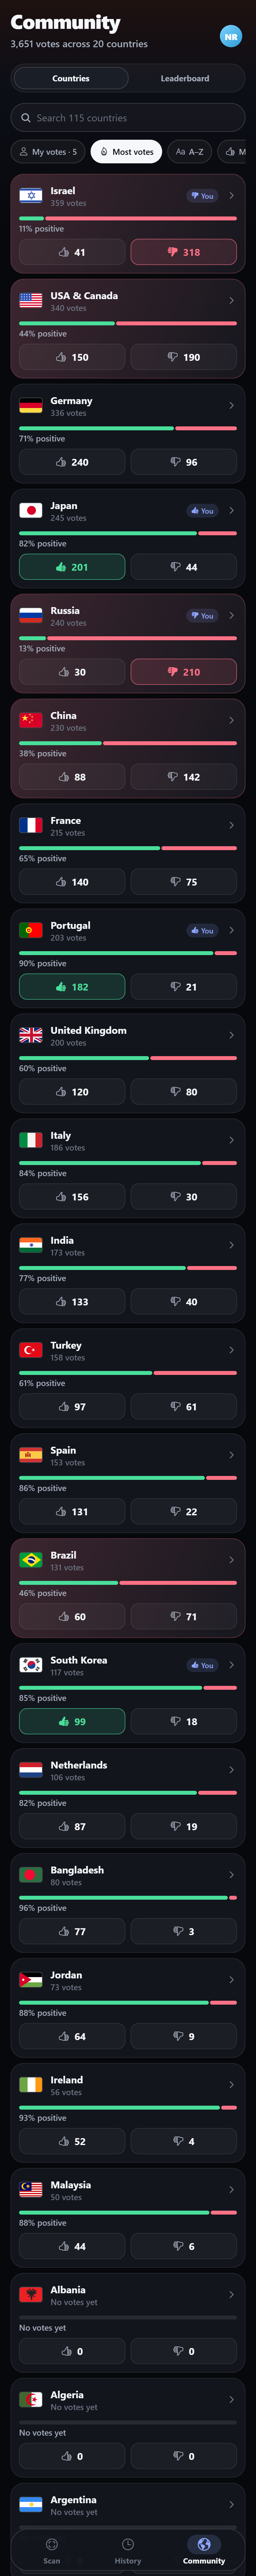 Community
3,651 votes across 20 countries
NR
Countries
Leaderboard
Search 115 countries
My votes · 5
Most votes
Aa A–Z
M
Israel
359 votes
You
11% positive
41
318
USA & Canada
340 votes
44% positive
150
190
Germany
336 votes
71% positive
240
96
Japan
245 votes
You
82% positive
201
44
Russia
240 votes
You
13% positive
30
210
China
230 votes
38% positive
88
142
France
215 votes
65% positive
140
75
Portugal
203 votes
You
90% positive
182
21
United Kingdom
200 votes
60% positive
120
80
Italy
186 votes
84% positive
156
30
India
173 votes
77% positive
133
40
Turkey
158 votes
61% positive
97
61
Spain
153 votes
86% positive
131
22
Brazil
131 votes
46% positive
60
71
South Korea
117 votes
You
85% positive
99
18
Netherlands
106 votes
82% positive
87
19
Bangladesh
80 votes
96% positive
77
3
Jordan
73 votes
88% positive
64
9
Ireland
56 votes
93% positive
52
4
Malaysia
50 votes
88% positive
44
6
Albania
No votes yet
No votes yet
0
0
Algeria
No votes yet
No votes yet
0
0
Argentina
No votes yet
Scan
History
Community